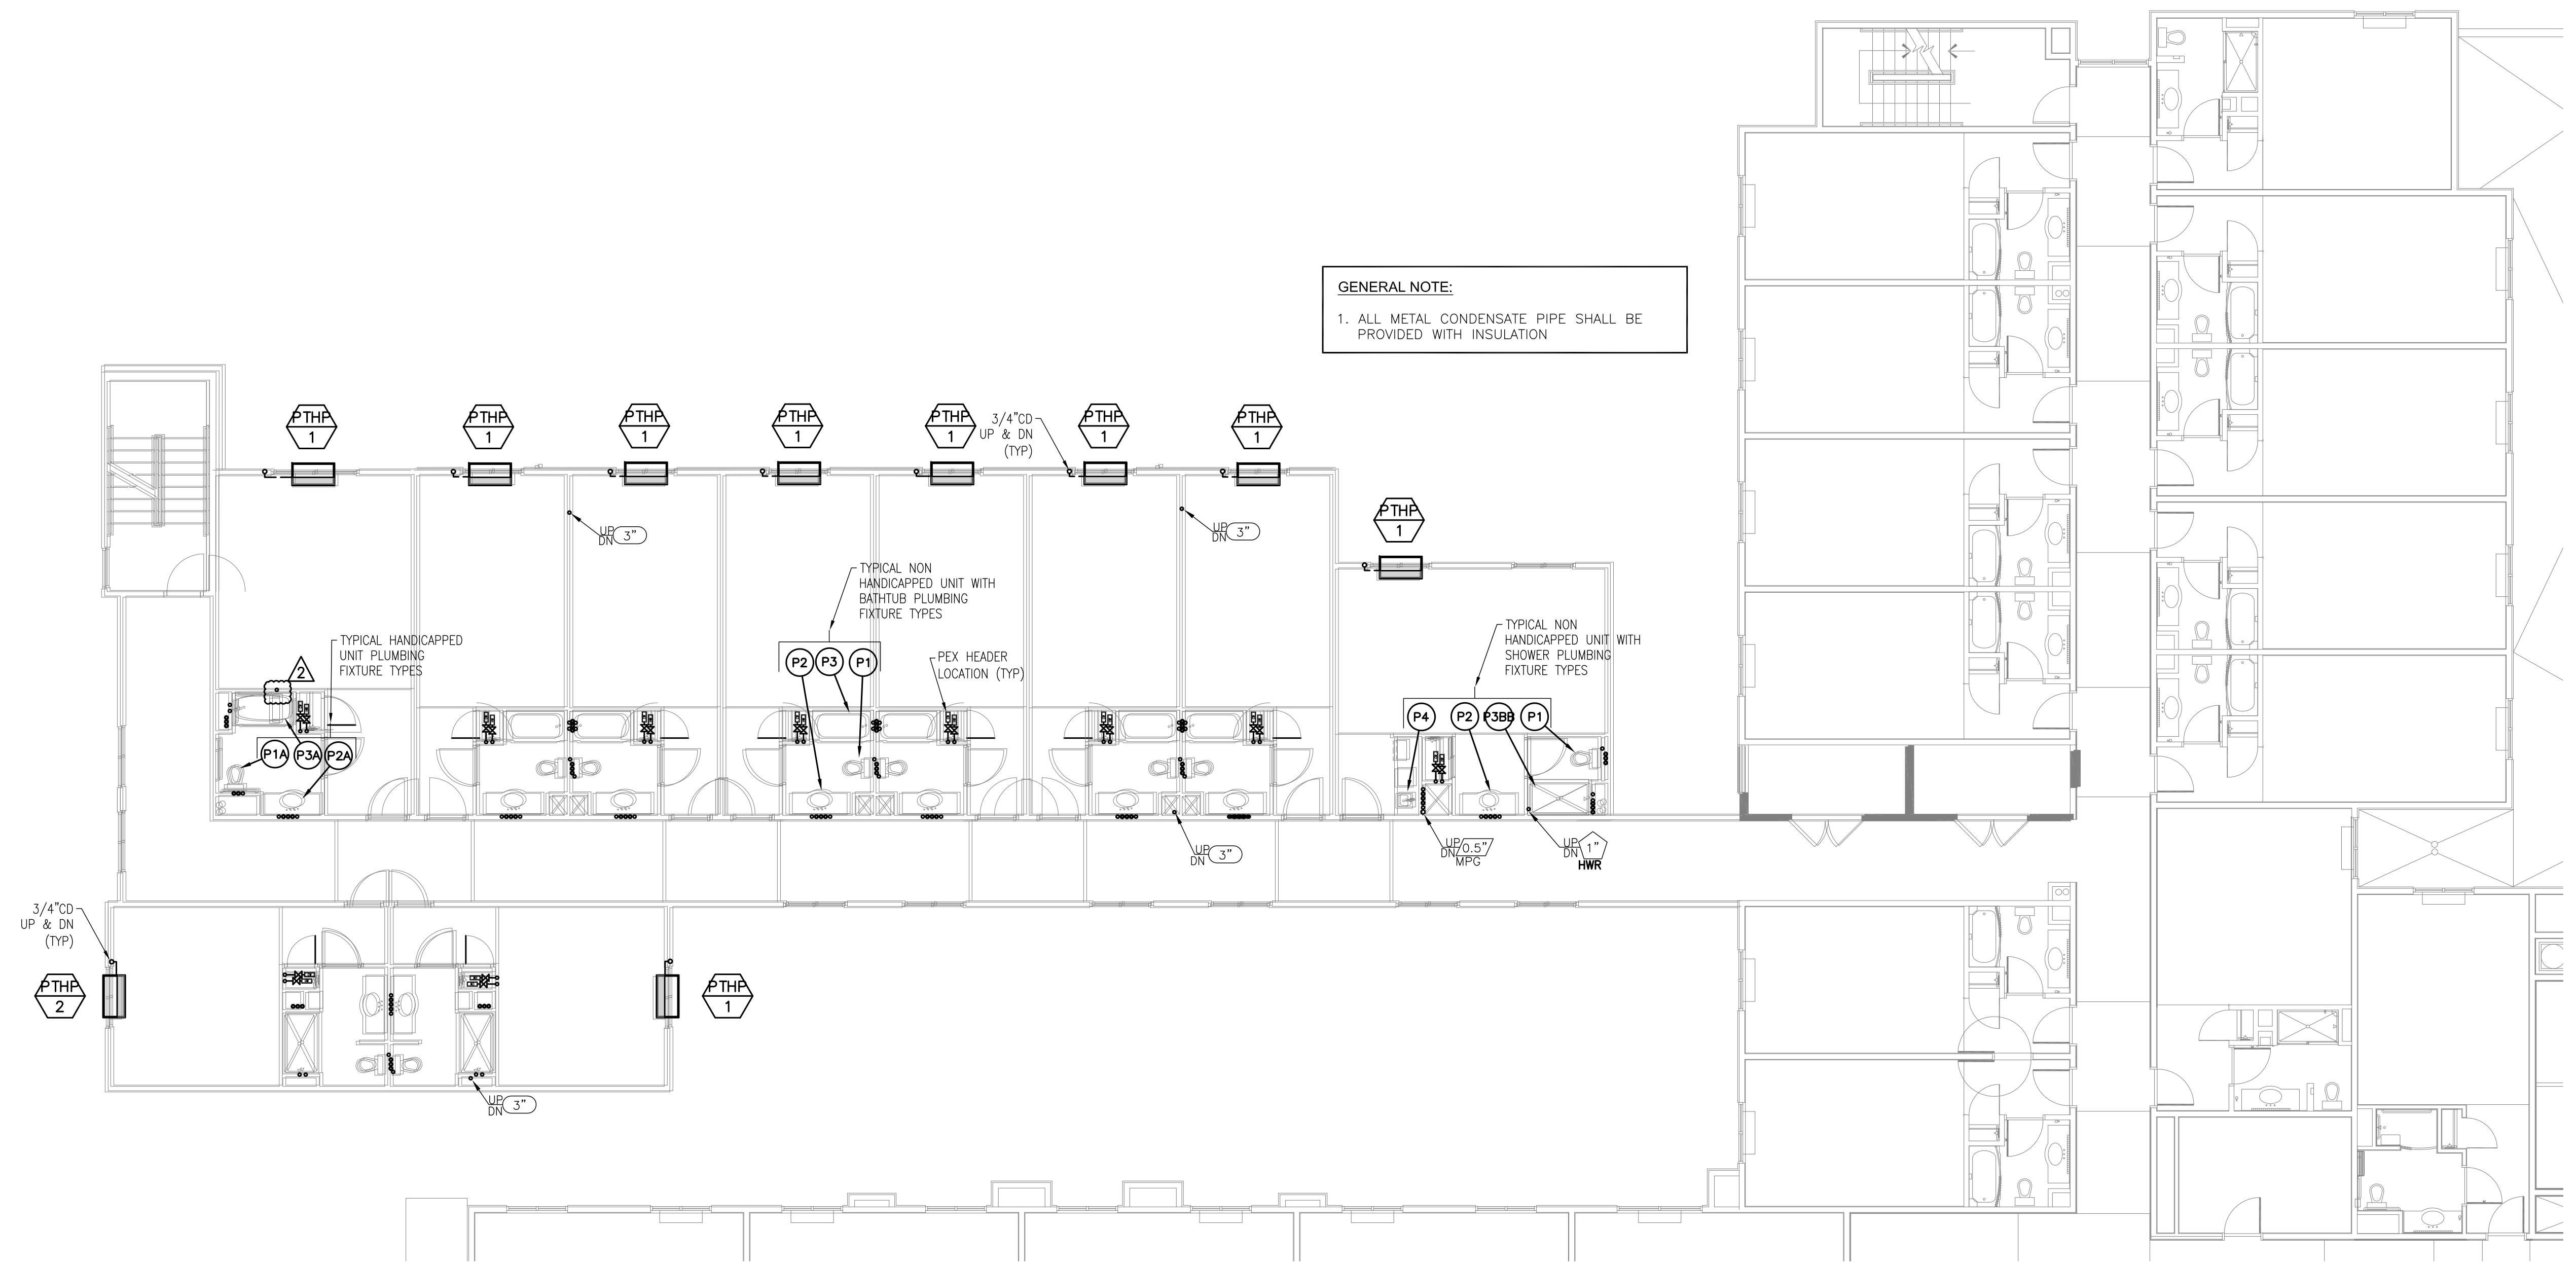 GENERAL NOTE:
1. ALL METAL CONDENSATE PIPE SHALL BE
PROVIDED WITH INSULATION
PTHP
1
PTHP
1
PTHP
1
PTHP
1
PTHP
1
3/4"CD
UP & DN
(TYP)
PTHP
1
PTHP
1
PTHP
1
UP
DN
3"
UP
DN
3"
TYPICAL NON
HANDICAPPED UNIT WITH
BATHTUB PLUMBING
FIXTURE TYPES
P2
P3
P1
PEX HEADER
LOCATION (TYP)
TYPICAL HANDICAPPED
UNIT PLUMBING
FIXTURE TYPES
2
P1A
P3A
P2A
TYPICAL NON
HANDICAPPED UNIT WITH
SHOWER PLUMBING
FIXTURE TYPES
P4
P2
P3BB
P1
UP
DN
3"
UP
DN
0.5"
MPG
UP
DN
1"
HWR
3/4"CD
UP & DN
(TYP)
PTHP
2
PTHP
1
UP
DN
3"